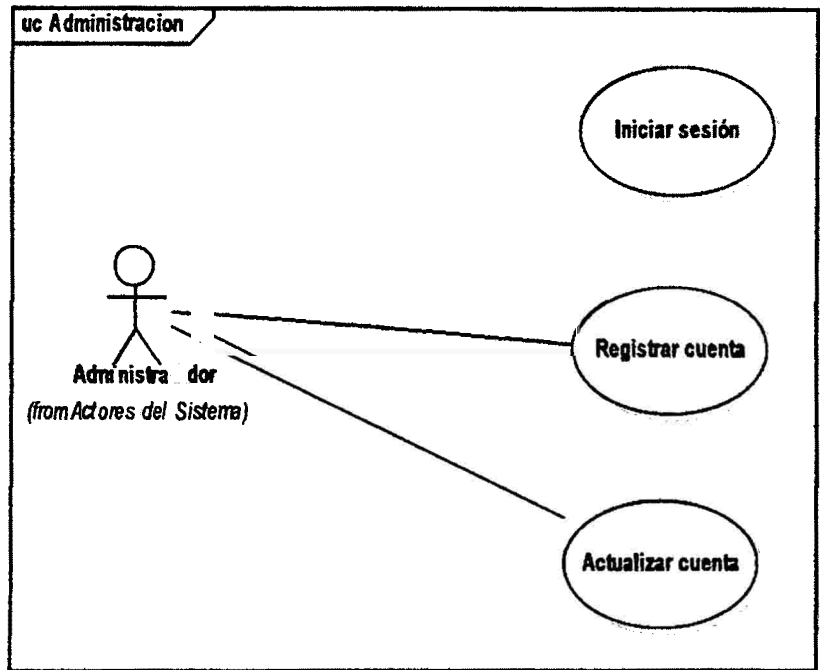 uc Administracion
Iniciar sesión
Registrar cuenta
Administra dor
(from Actores del Sistema)
Actualizar cuenta